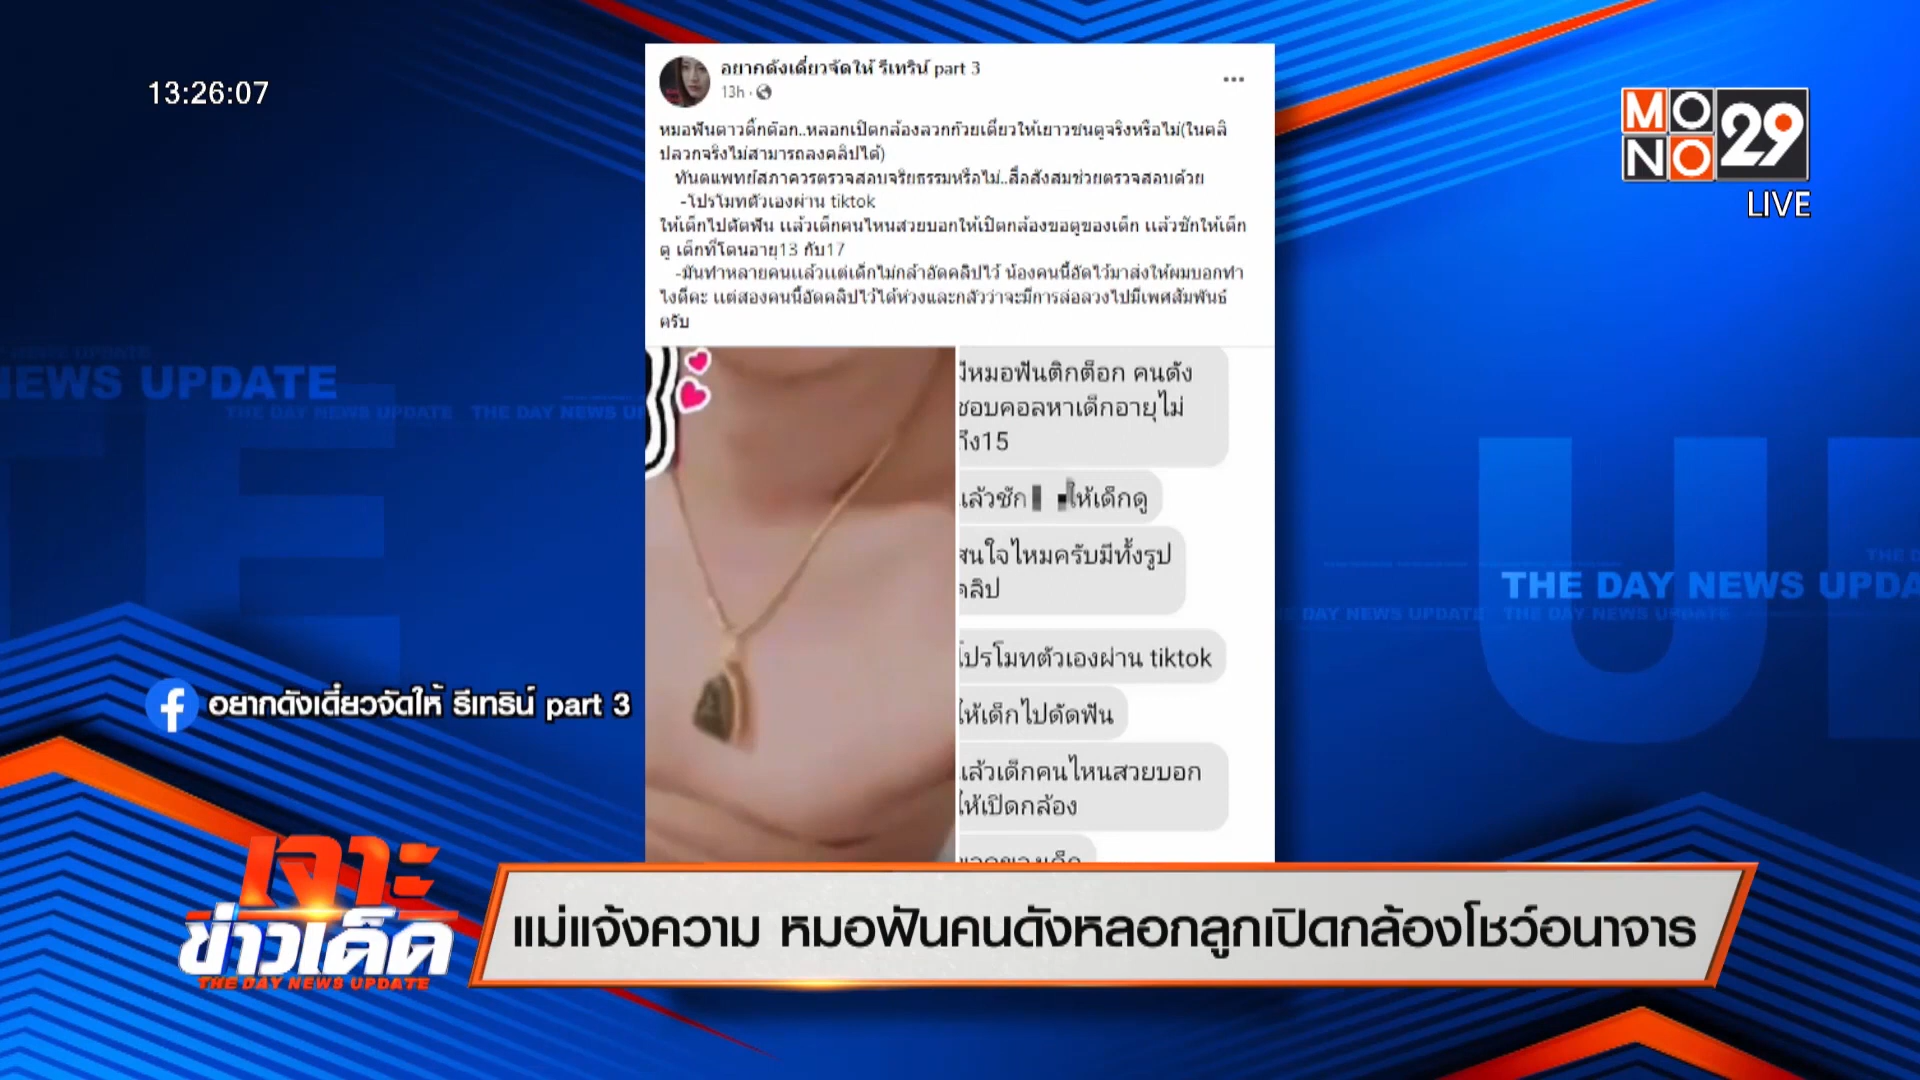 13:26:07
อยากดังเดี๋ยวจัดให้ รีเทริน์ part 3
13h
หมอฟันดาวติ๊กต๊อก..หลอกเปิดกล้องลวกก๊วยเตี๋ยวให้เยาวชนดูจริงหรือไม่(ในคลิ
ปลวกจริงไม่สามารถลงคลิปได้)
ทันตแพทย์สภาควรตรวจสอบจริยธรรมหรือไม่..สื่อสังสมช่วยตรวจสอบด้วย
-โปรโมทตัวเองผ่าน tiktok
ให้เด็กไปดัดฟัน แล้วเด็กคนไหนสวยบอกให้เปิดกล้องขอดูของเด็ก แล้วชักให้เด็ก
ดู เด็กที่โดนอายุ13 กับ17
-มันทำหลายคนแล้วแต่เด็กไม่กล้าอัดคลิปไว้ น้องคนนี้อัดไว้มาส่งให้ผมบอกทำ
ไงดีคะ แต่สองคนนี้อัดคลิปไว้ได้ห่วงและกลัวว่าจะมีการล่อลวงไปมีเพศสัมพันธ์
ครับ
มีหมอฟันติกต็อก คนดัง
ชอบคอลหาเด็กอายุไม่
ถึง15
แล้วชัก ให้เด็กดู
สนใจไหมครับมีทั้งรูป
คลิป
โปรโมทตัวเองผ่าน tiktok
ให้เด็กไปดัดฟัน
แล้วเด็กคนไหนสวยบอก
ให้เปิดกล้อง
MONO 29
LIVE
NEWS UPDATE
THE DAY NEWS UPDATE THE DAY NEWS U
THE DAY NEWS UPDA
DAY NEWS UPDATE THE DAY NEWS UPDATE
อยากดังเดี๋ยวจัดให้ รีเทริน์ part 3
เจาะ
ข่าวเด็ด
THE DAY NEWS UPDATE
แม่แจ้งความ หมอฟันคนดังหลอกลูกเปิดกล้องโชว์อนาจาร